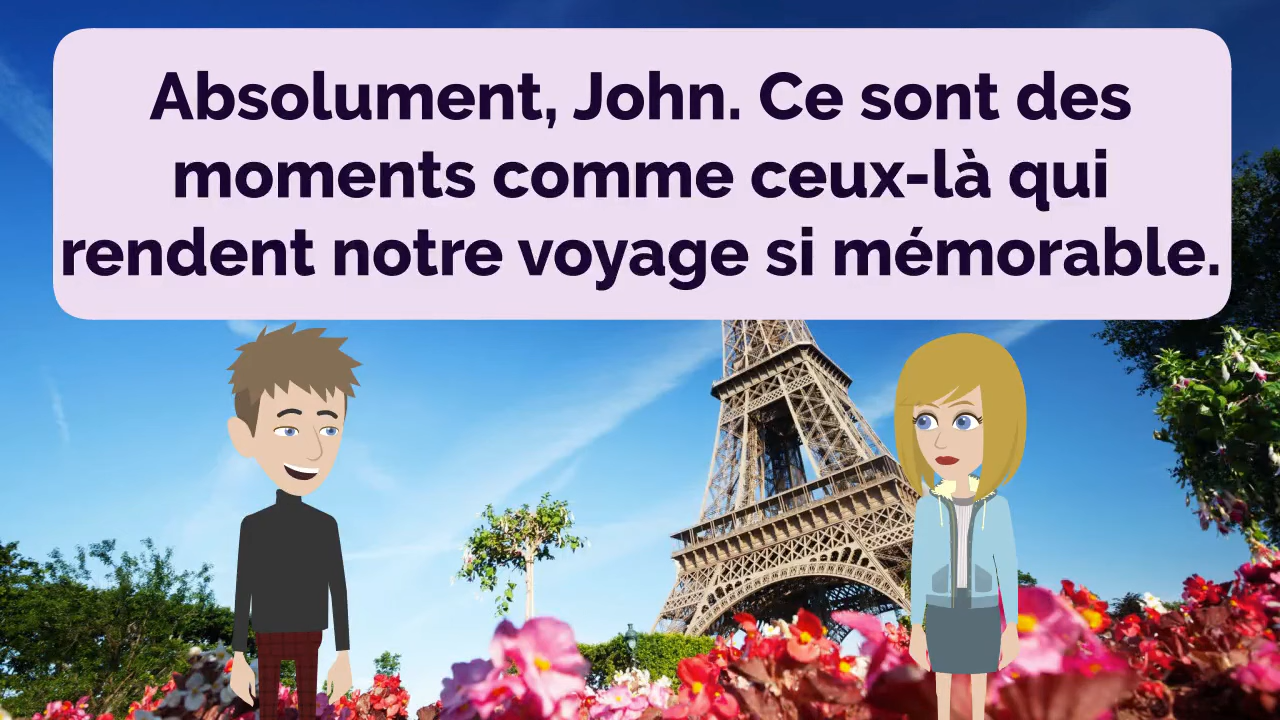 Absolument, John. Ce sont des
moments comme ceux-là qui
rendent notre voyage si mémorable.